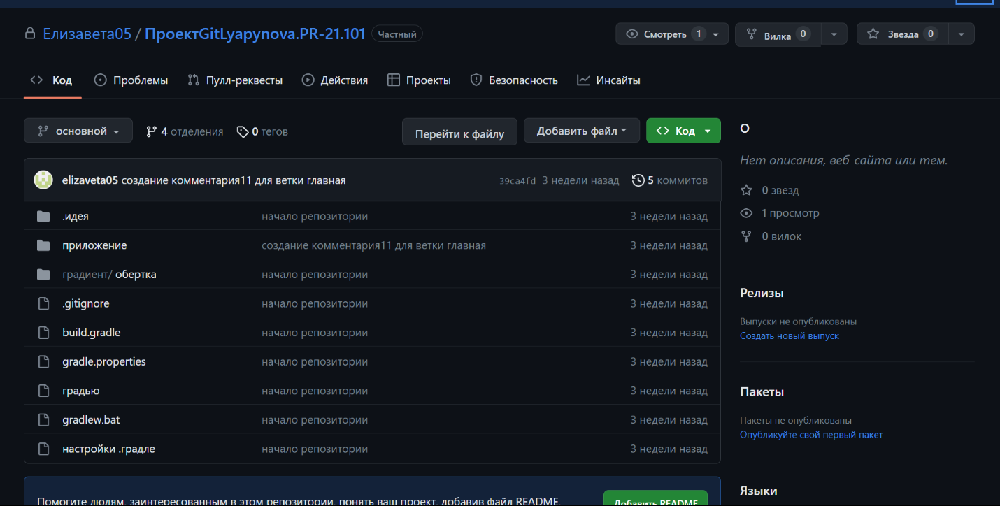 Елизавета05 / ПроектGitLyapynova.PR-21.101 Частный
Смотреть 1 Вилка 0 Звезда 0
Код Проблемы Пулл-реквесты Действия Проекты Безопасность Инсайты
основной 4 отделения 0 тегов Перейти к файлу Добавить файл Код
elizaveta05 создание комментария11 для ветки главная 39ca4fd 3 недели назад 5 коммитов
.идея начало репозитории 3 недели назад
приложение создание комментария11 для ветки главная 3 недели назад
градиент/ обертка начало репозитории 3 недели назад
.gitignore начало репозитории 3 недели назад
build.gradle начало репозитории 3 недели назад
gradle.properties начало репозитории 3 недели назад
градью начало репозитории 3 недели назад
gradlew.bat начало репозитории 3 недели назад
настройки .градле начало репозитории 3 недели назад
Помогите людям, заинтересованным в этом репозитории, понять ваш проект, добавив файл README. Добавить README
О
Нет описания, веб-сайта или тем.
0 звезд
1 просмотр
0 вилок
Релизы
Выпуски не опубликованы
Создать новый выпуск
Пакеты
Пакеты не опубликованы
Опубликуйте свой первый пакет
Языки